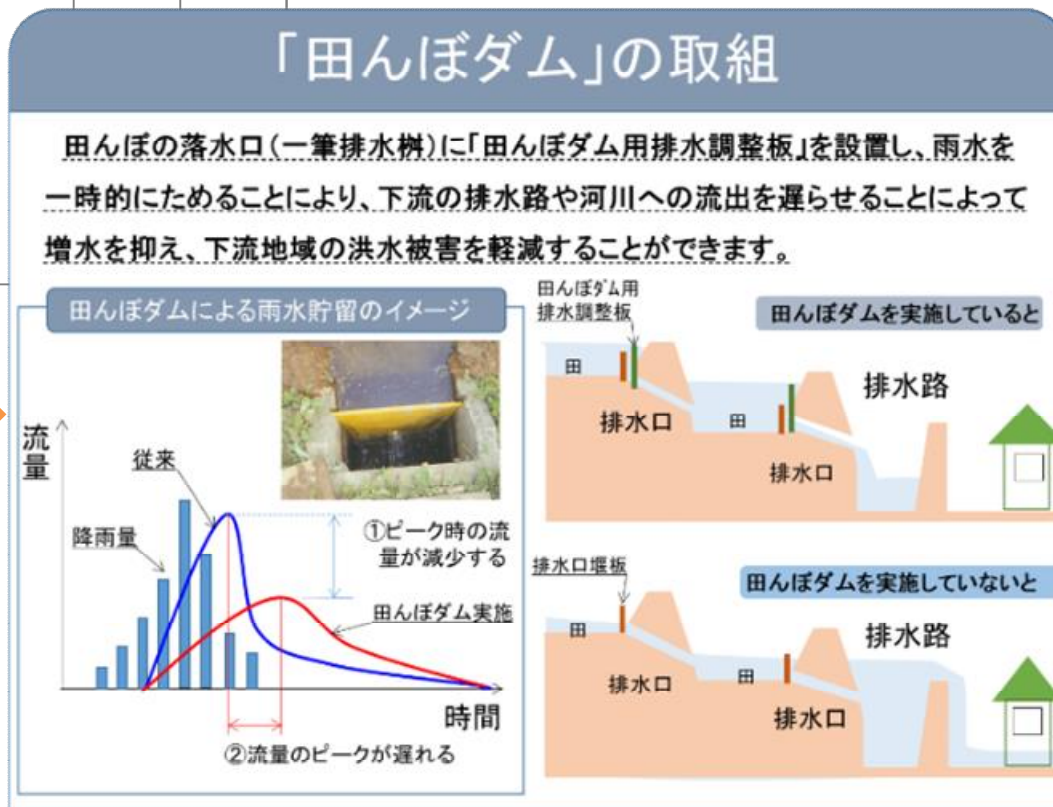 「田んぼダム」の取組
田んぼの落水口(一筆排水桝)に「田んぼダム用排水調整板」を設置し、雨水を
一時的にためることにより、下流の排水路や河川への流出を遅らせることによって
増水を抑え、下流地域の洪水被害を軽減することができます。
田んぼダムによる雨水貯留のイメージ
流量
従来
降雨量
①ピーク時の流
量が減少する
田んぼダム実施
時間
②流量のピークが遅れる
田んぼダム用
排水調整板
田んぼダムを実施していると
田
排水口
田
排水口
排水路
排水口堰板
田んぼダムを実施していないと
田
排水口
田
排水口
排水路